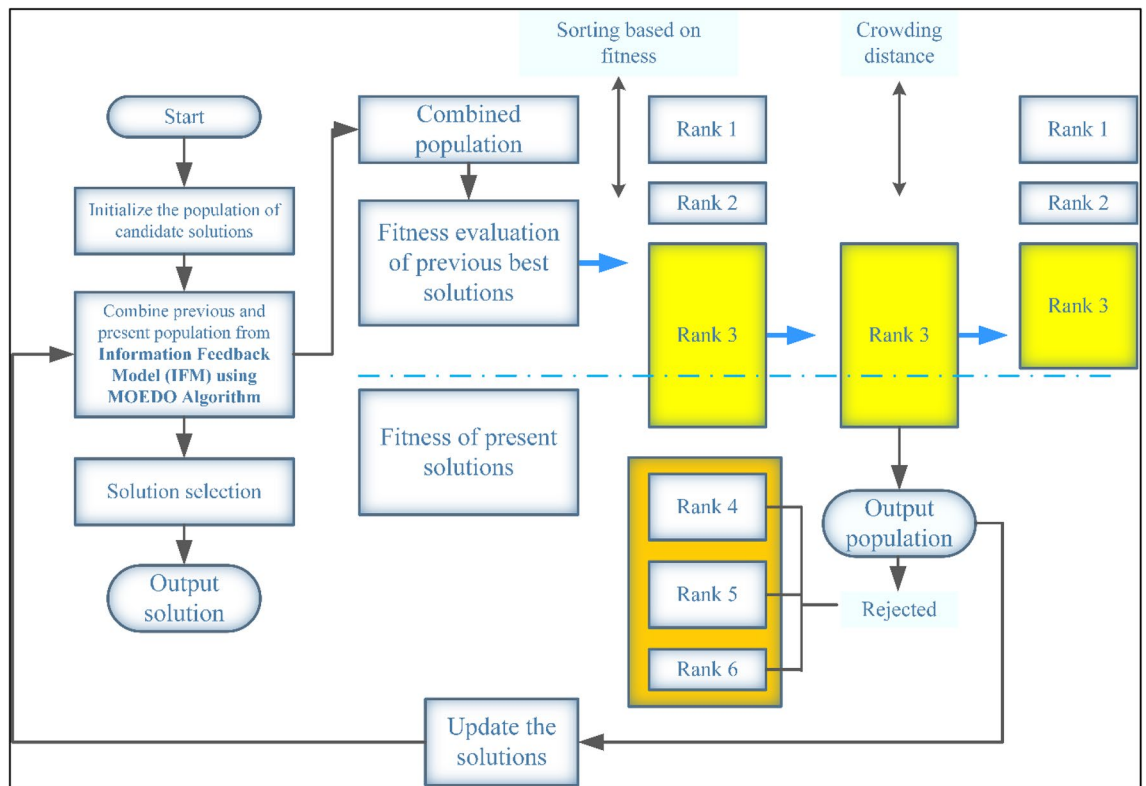 Start
Initialize the population of
candidate solutions
Combine previous and
present population from
Information Feedback
Model (IFM) using
MOEDO Algorithm
Solution selection
Output
solution
Combined
population
Fitness evaluation
of previous best
solutions
Fitness of present
solutions
Sorting based on
fitness
Rank 1
Rank 2
Rank 3
Rank 4
Rank 5
Rank 6
Crowding
distance
Rank 3
Output
population
Rejected
Rank 1
Rank 2
Rank 3
Update the
solutions